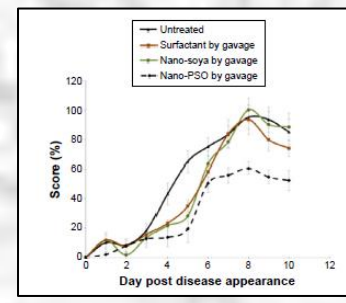 Untreated
Surfactant by gavage
Nano-soya by gavage
Nano-PSO by gavage
120
100
80
60
40
20
0
Score (%)
0 2 4 6 8 10 12
Day post disease appearance